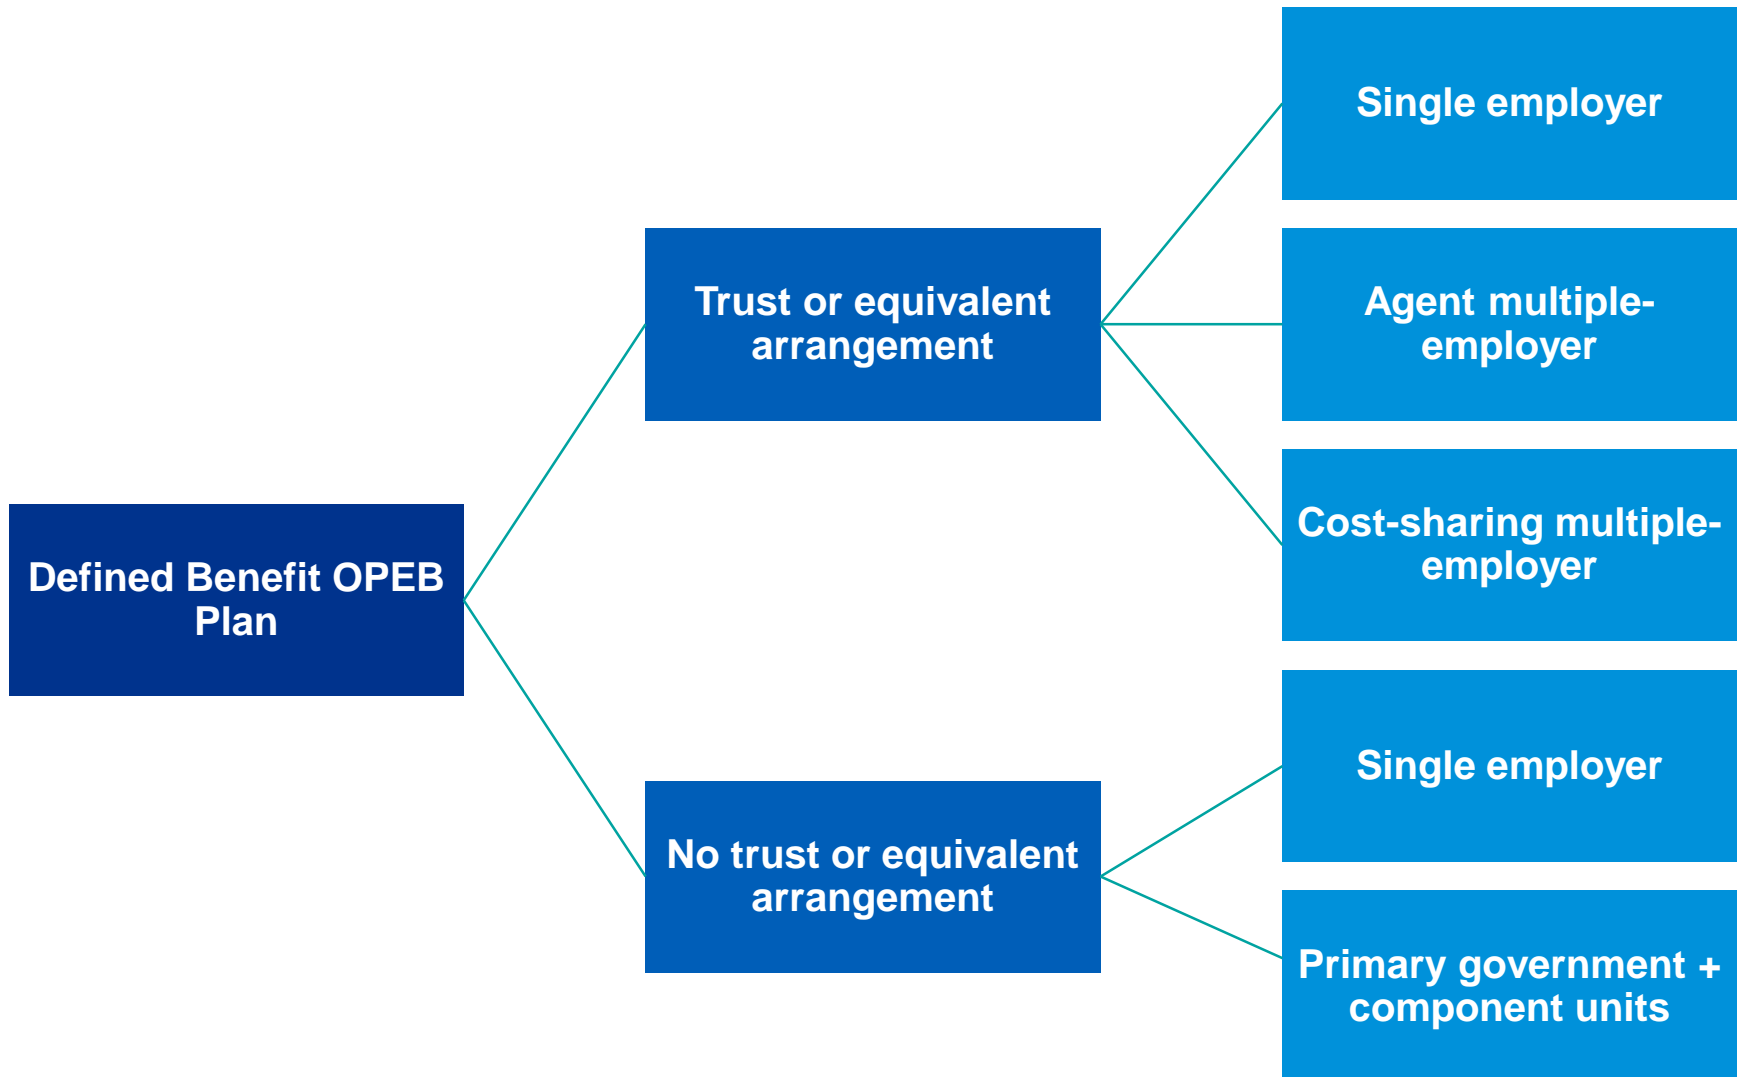 Single employer
Trust or equivalent
arrangement
Agent multiple-
employer
Cost-sharing multiple-
employer
Defined Benefit OPEB
Plan
Single employer
No trust or equivalent
arrangement
Primary government +
component units